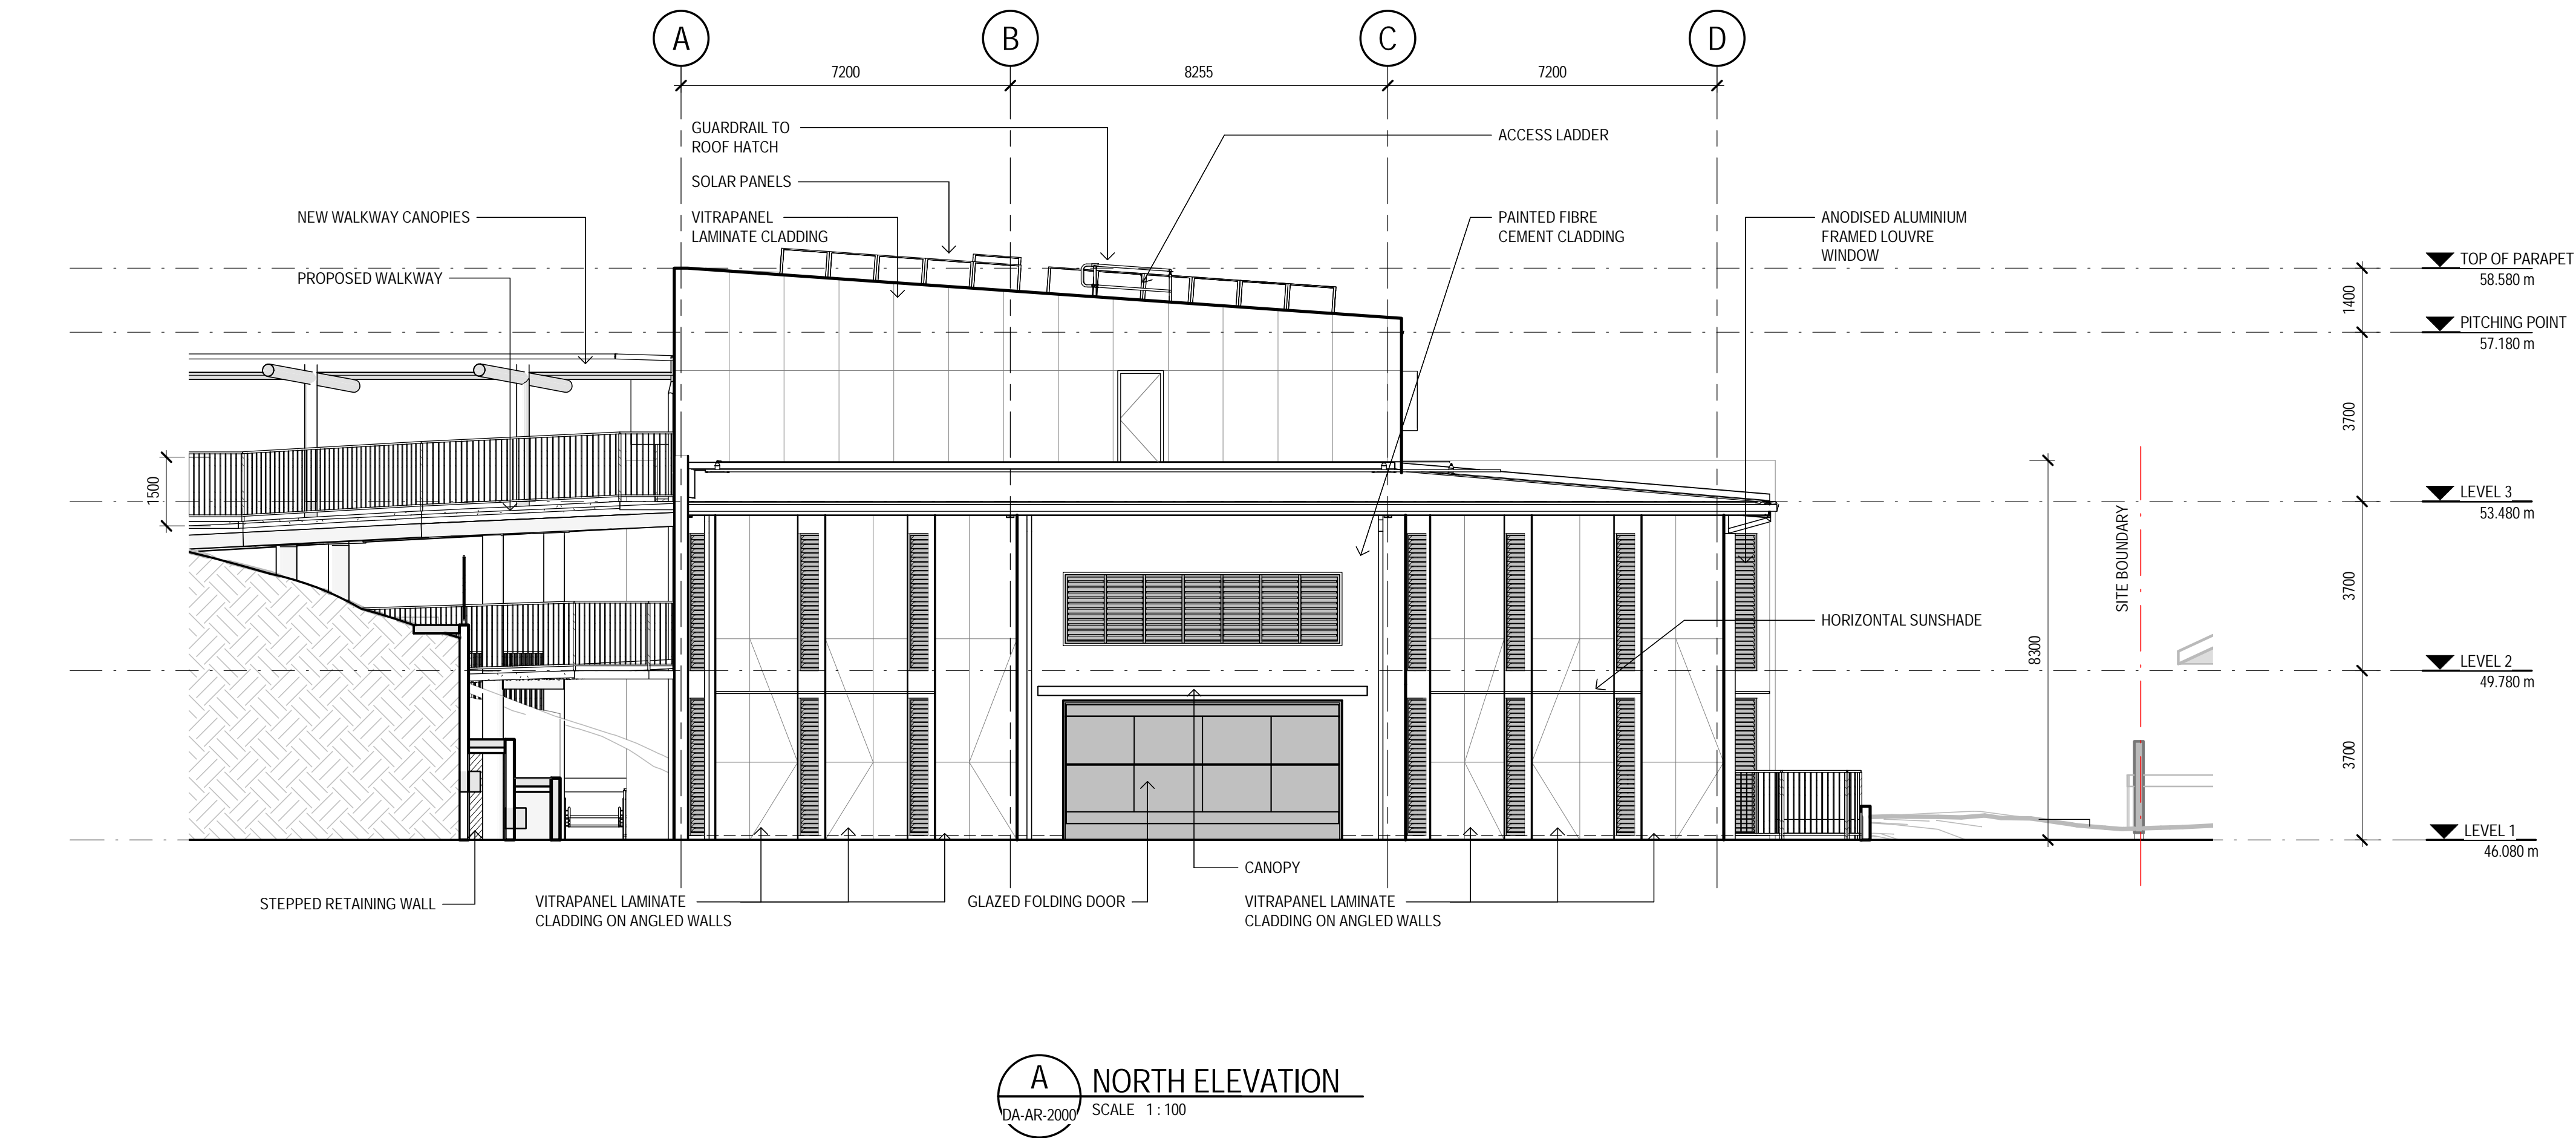 A
B
C
D
7200
8255
7200
GUARDRAIL TO
ROOF HATCH
ACCESS LADDER
SOLAR PANELS
NEW WALKWAY CANOPIES
VITRAPANEL
LAMINATE CLADDING
PAINTED FIBRE
CEMENT CLADDING
ANODISED ALUMINIUM
FRAMED LOUVRE
WINDOW
PROPOSED WALKWAY
TOP OF PARAPET
58.580 m
1400
PITCHING POINT
57.180 m
3700
1500
LEVEL 3
53.480 m
SITE BOUNDARY
3700
HORIZONTAL SUNSHADE
8300
LEVEL 2
49.780 m
3700
LEVEL 1
46.080 m
CANOPY
STEPPED RETAINING WALL
VITRAPANEL LAMINATE
CLADDING ON ANGLED WALLS
GLAZED FOLDING DOOR
VITRAPANEL LAMINATE
CLADDING ON ANGLED WALLS
A
NORTH ELEVATION
DA-AR-2000
SCALE 1 : 100